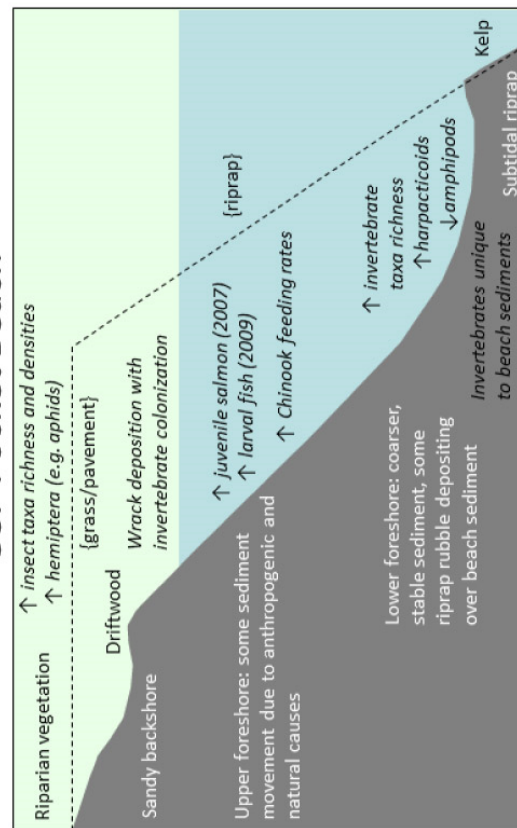 Riparian vegetation
↑ insect taxa richness and densities
↑ hemiptera (e.g. aphids)
{grass/pavement}
Driftwood
Sandy backshore
Wrack deposition with
invertebrate colonization
{riprap}
↑ juvenile salmon (2007)
↑ larval fish (2009)
↑ Chinook feeding rates
Upper foreshore: some sediment
movement due to anthropogenic and
natural causes
↑ invertebrate
taxa richness
↑harpacticoids
↓amphipods
Kelp
Lower foreshore: coarser,
stable sediment, some
riprap rubble depositing
over beach sediment
Invertebrates unique
to beach sediments
Subtidal riprap